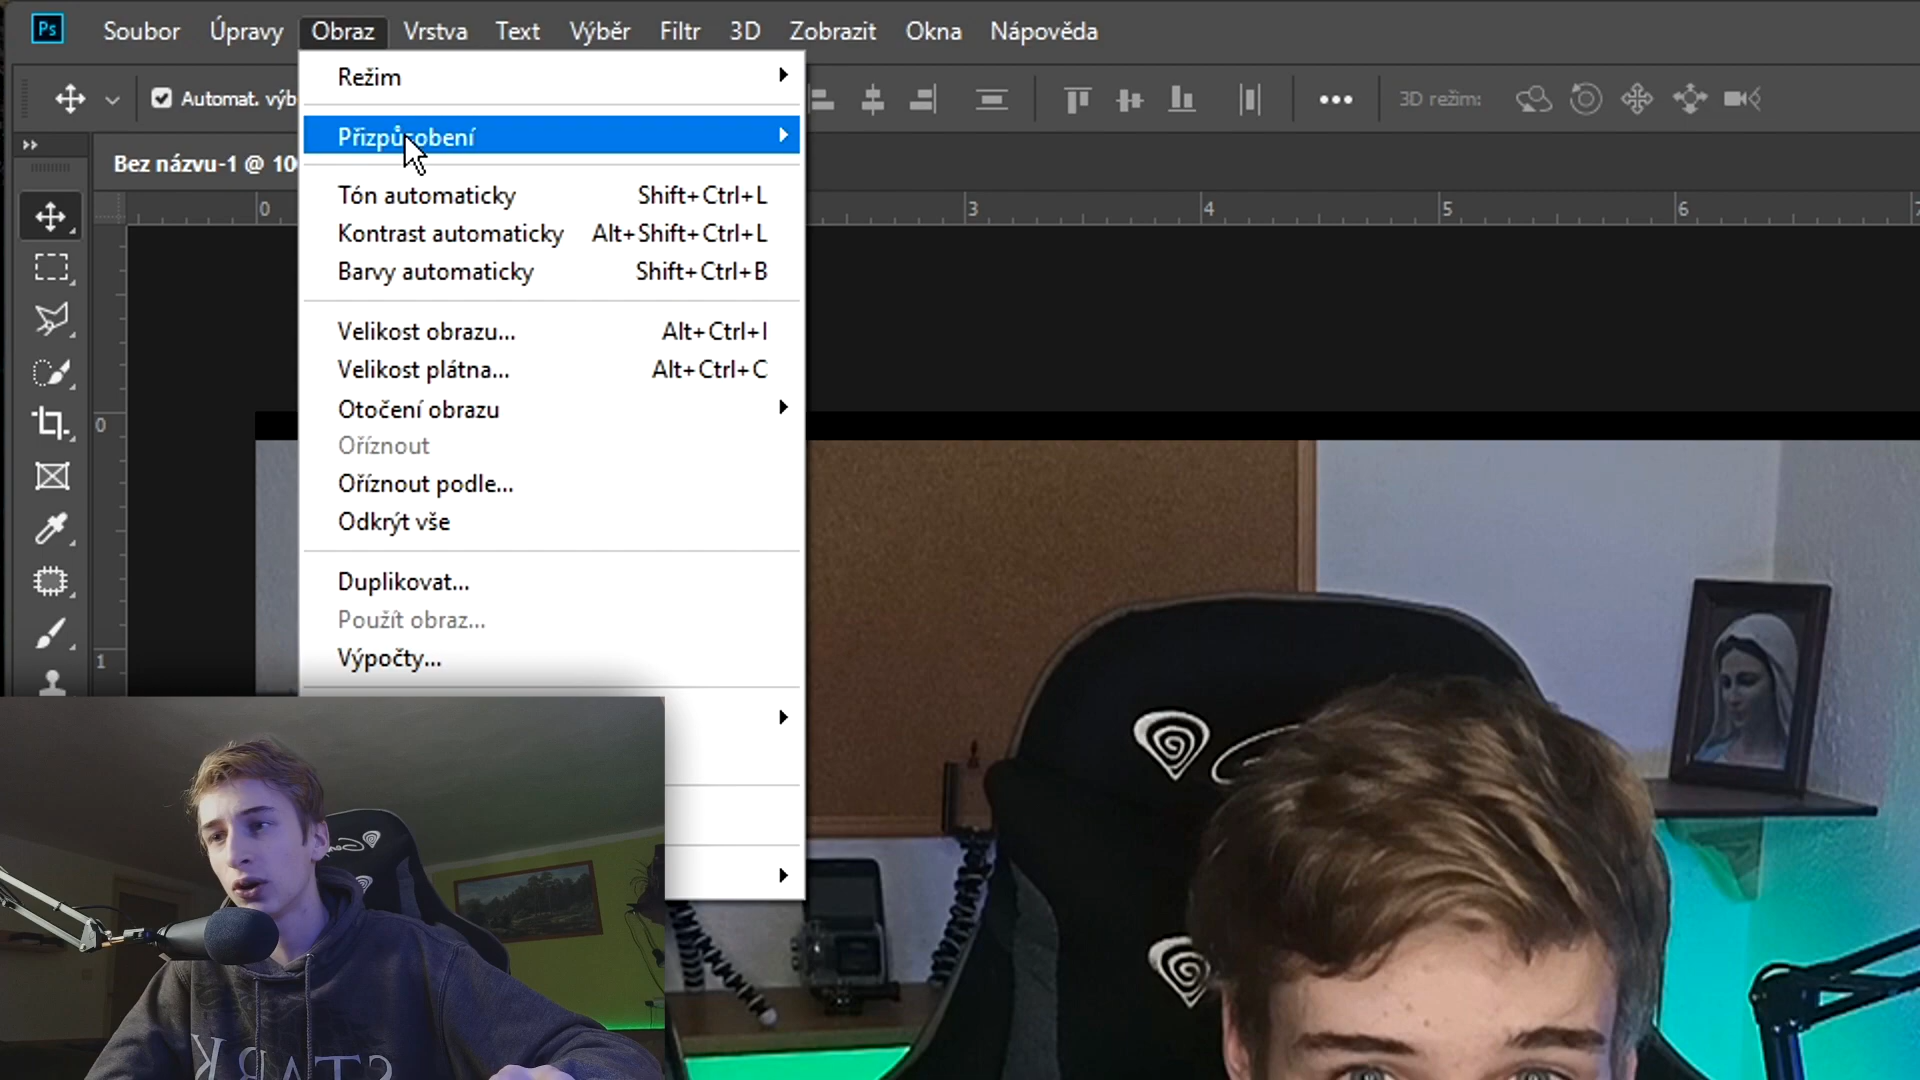 Ps Soubor Úpravy Obraz Vrstva Text Výběr Filtr 3D Zobrazit Okna Nápověda
Režim
Automat. výb
3D režim:
Přizpůsobení
Bez názvu-1 @ 10
Tón automaticky Shift+Ctrl+L
0 3 4 5 6
Kontrast automaticky Alt+Shift+Ctrl+L
Barvy automaticky Shift+Ctrl+B
Velikost obrazu... Alt+Ctrl+I
Velikost plátna... Alt+Ctrl+C
Otočení obrazu
0
Oříznout
Oříznout podle...
Odkrýt vše
Duplikovat...
Použít obraz...
Výpočty...
1
STARK